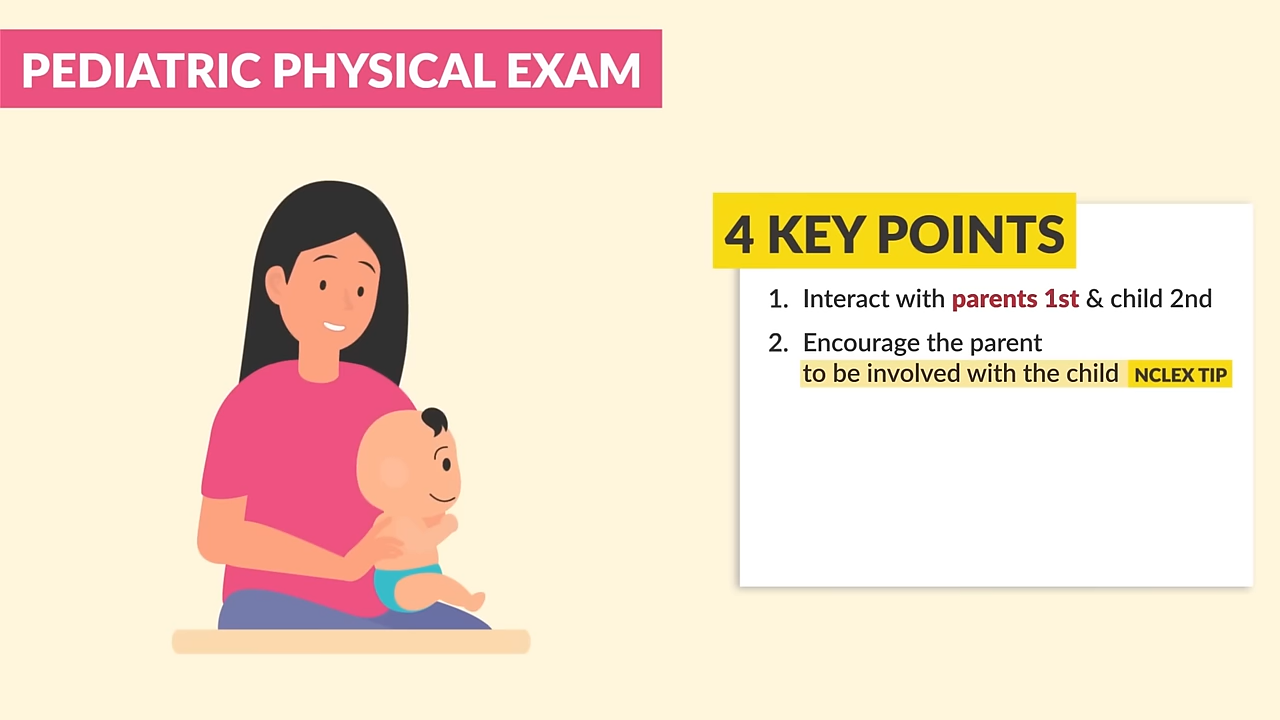 PEDIATRIC PHYSICAL EXAM
4 KEY POINTS
1. Interact with parents 1st & child 2nd
2. Encourage the parent
to be involved with the child NCLEX TIP